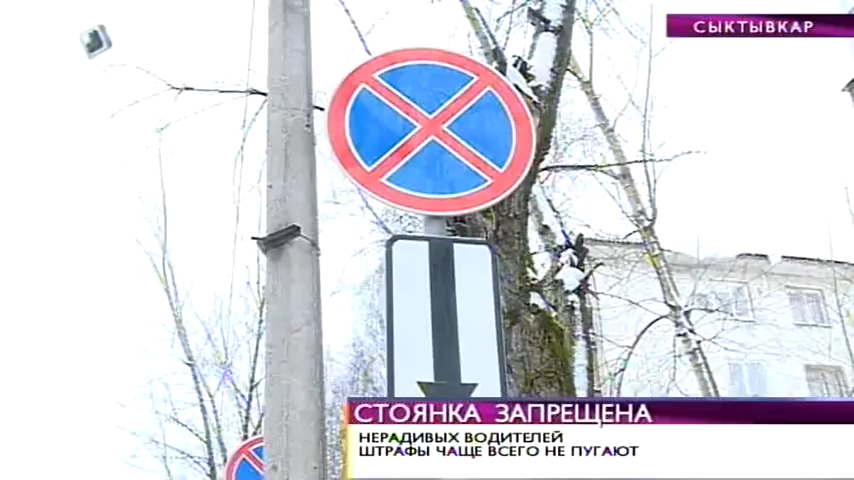 СЫКТЫВКАР
СТОЯНКА ЗАПРЕЩЕНА
НЕРАДИВЫХ ВОДИТЕЛЕЙ
ШТРАФЫ ЧАЩЕ ВСЕГО НЕ ПУГАЮТ